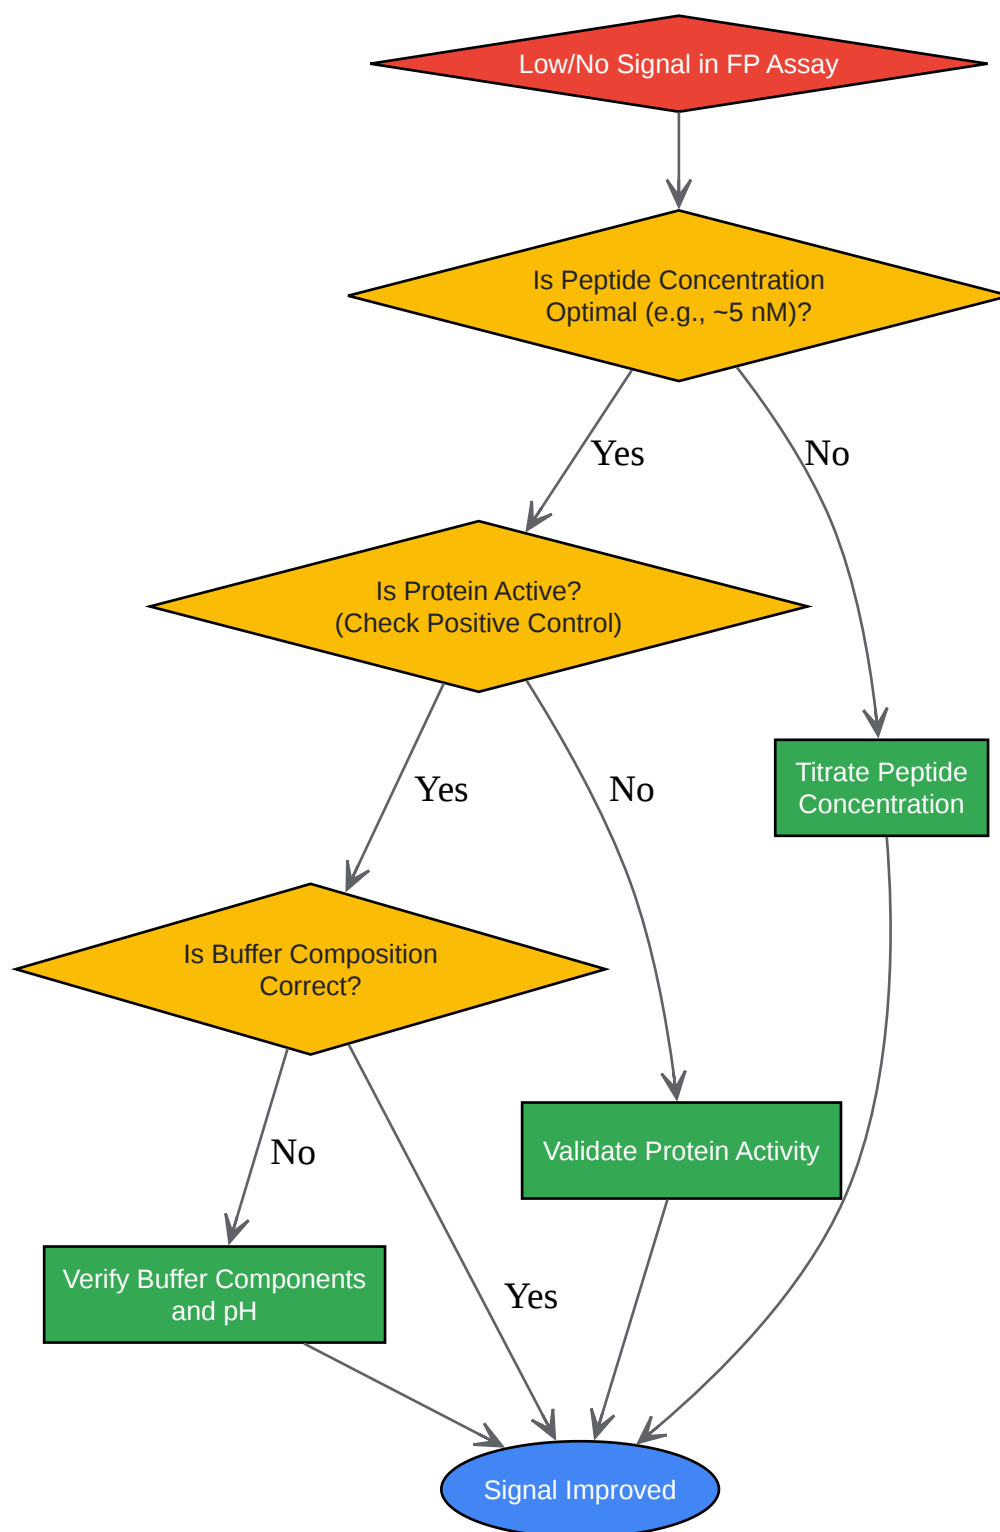 Low/No Signal in FP Assay
Is Peptide Concentration
Optimal (e.g., ~5 nM)?
Yes
No
Is Protein Active?
(Check Positive Control)
Titrate Peptide
Concentration
Yes
No
Is Buffer Composition
Correct?
Validate Protein Activity
No
Verify Buffer Components
and pH
Yes
Signal Improved